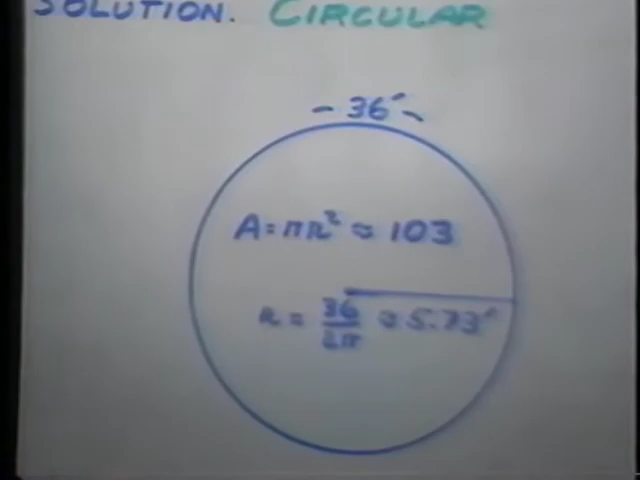 SOLUTION. CIRCULAR
- 36' -
A = πr² ≈ 103
r = 36/2π ≈ 5.73'